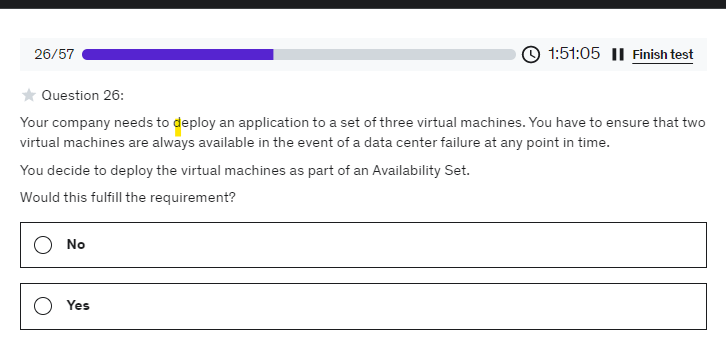 26/57 1:51:05 Finish test
Question 26:
Your company needs to deploy an application to a set of three virtual machines. You have to ensure that two
virtual machines are always available in the event of a data center failure at any point in time.
You decide to deploy the virtual machines as part of an Availability Set.
Would this fulfill the requirement?
No
Yes